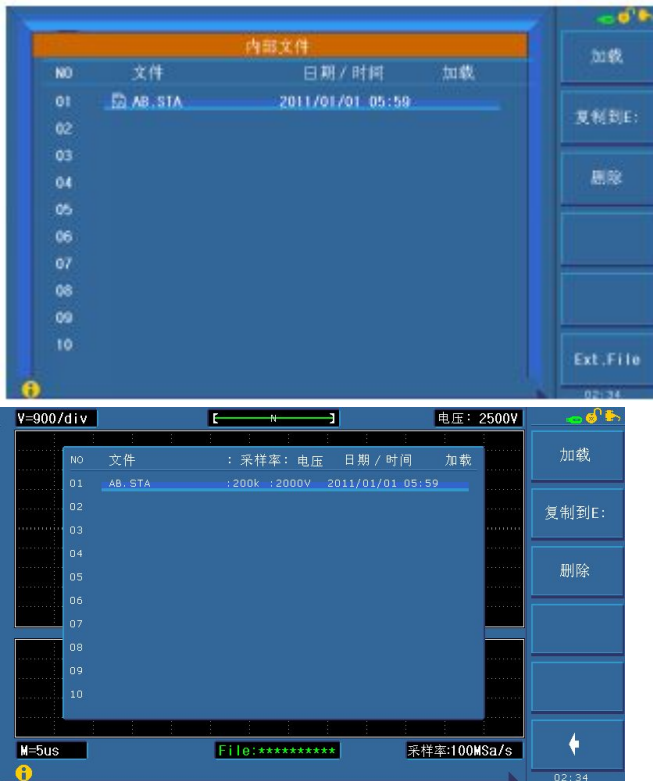 内部文件
NO 文件 日期/时间 加载
01 AB.STA 2011/01/01 05:59
02
03
04
05
06
07
08
09
10
加载
复制到E:
删除
Ext.File
02:34
V=900/div [ N ] 电压: 2500V
NO 文件 : 采样率: 电压 日期/时间 加载
01 AB.STA :200k :2000V 2011/01/01 05:59
02
03
04
05
06
07
08
09
10
加载
复制到E:
删除
M=5us File:********** 采样率:100MSa/s
02:34